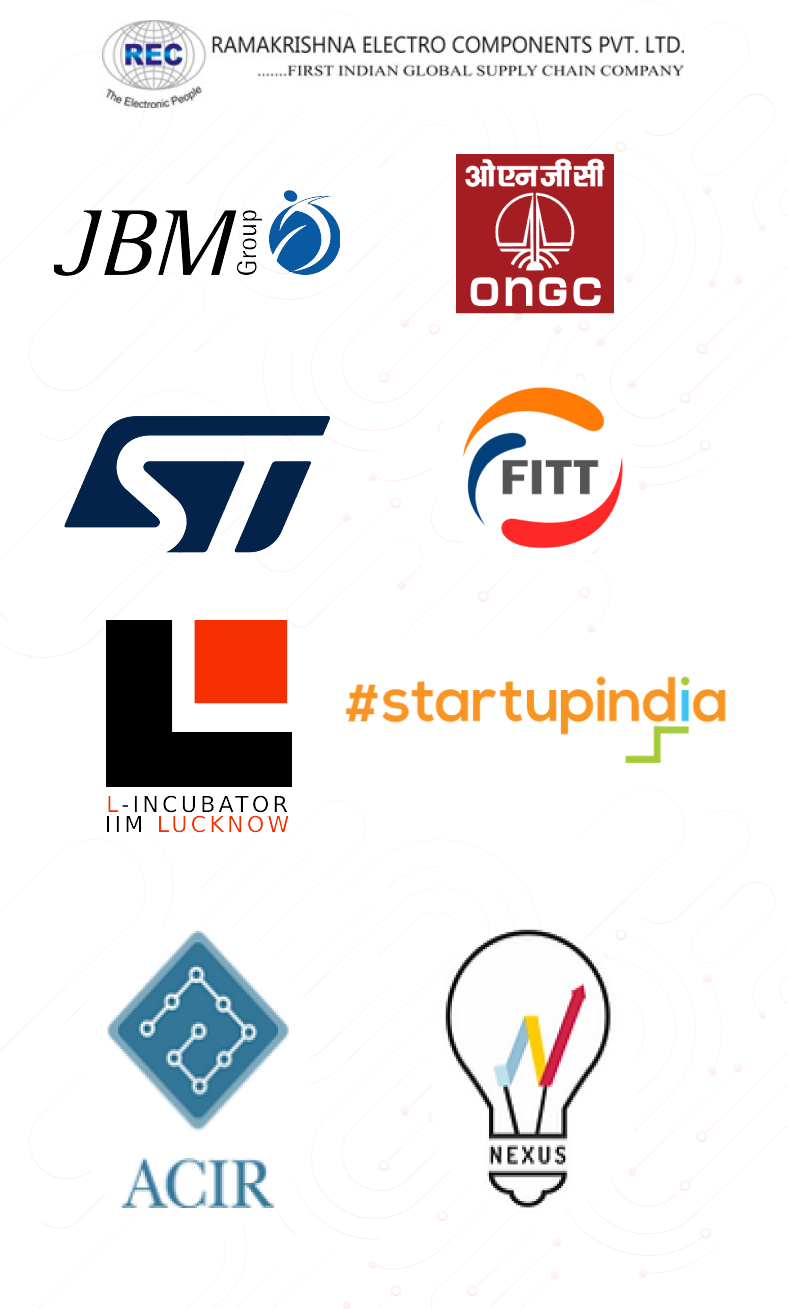 REC
The Electronic People
RAMAKRISHNA ELECTRO COMPONENTS PVT. LTD.
.......FIRST INDIAN GLOBAL SUPPLY CHAIN COMPANY
JBM Group
ओएनजीसी
ONGC
ST
FITT
L-INCUBATOR
IIM LUCKNOW
#startupindia
ACIR
NEXUS